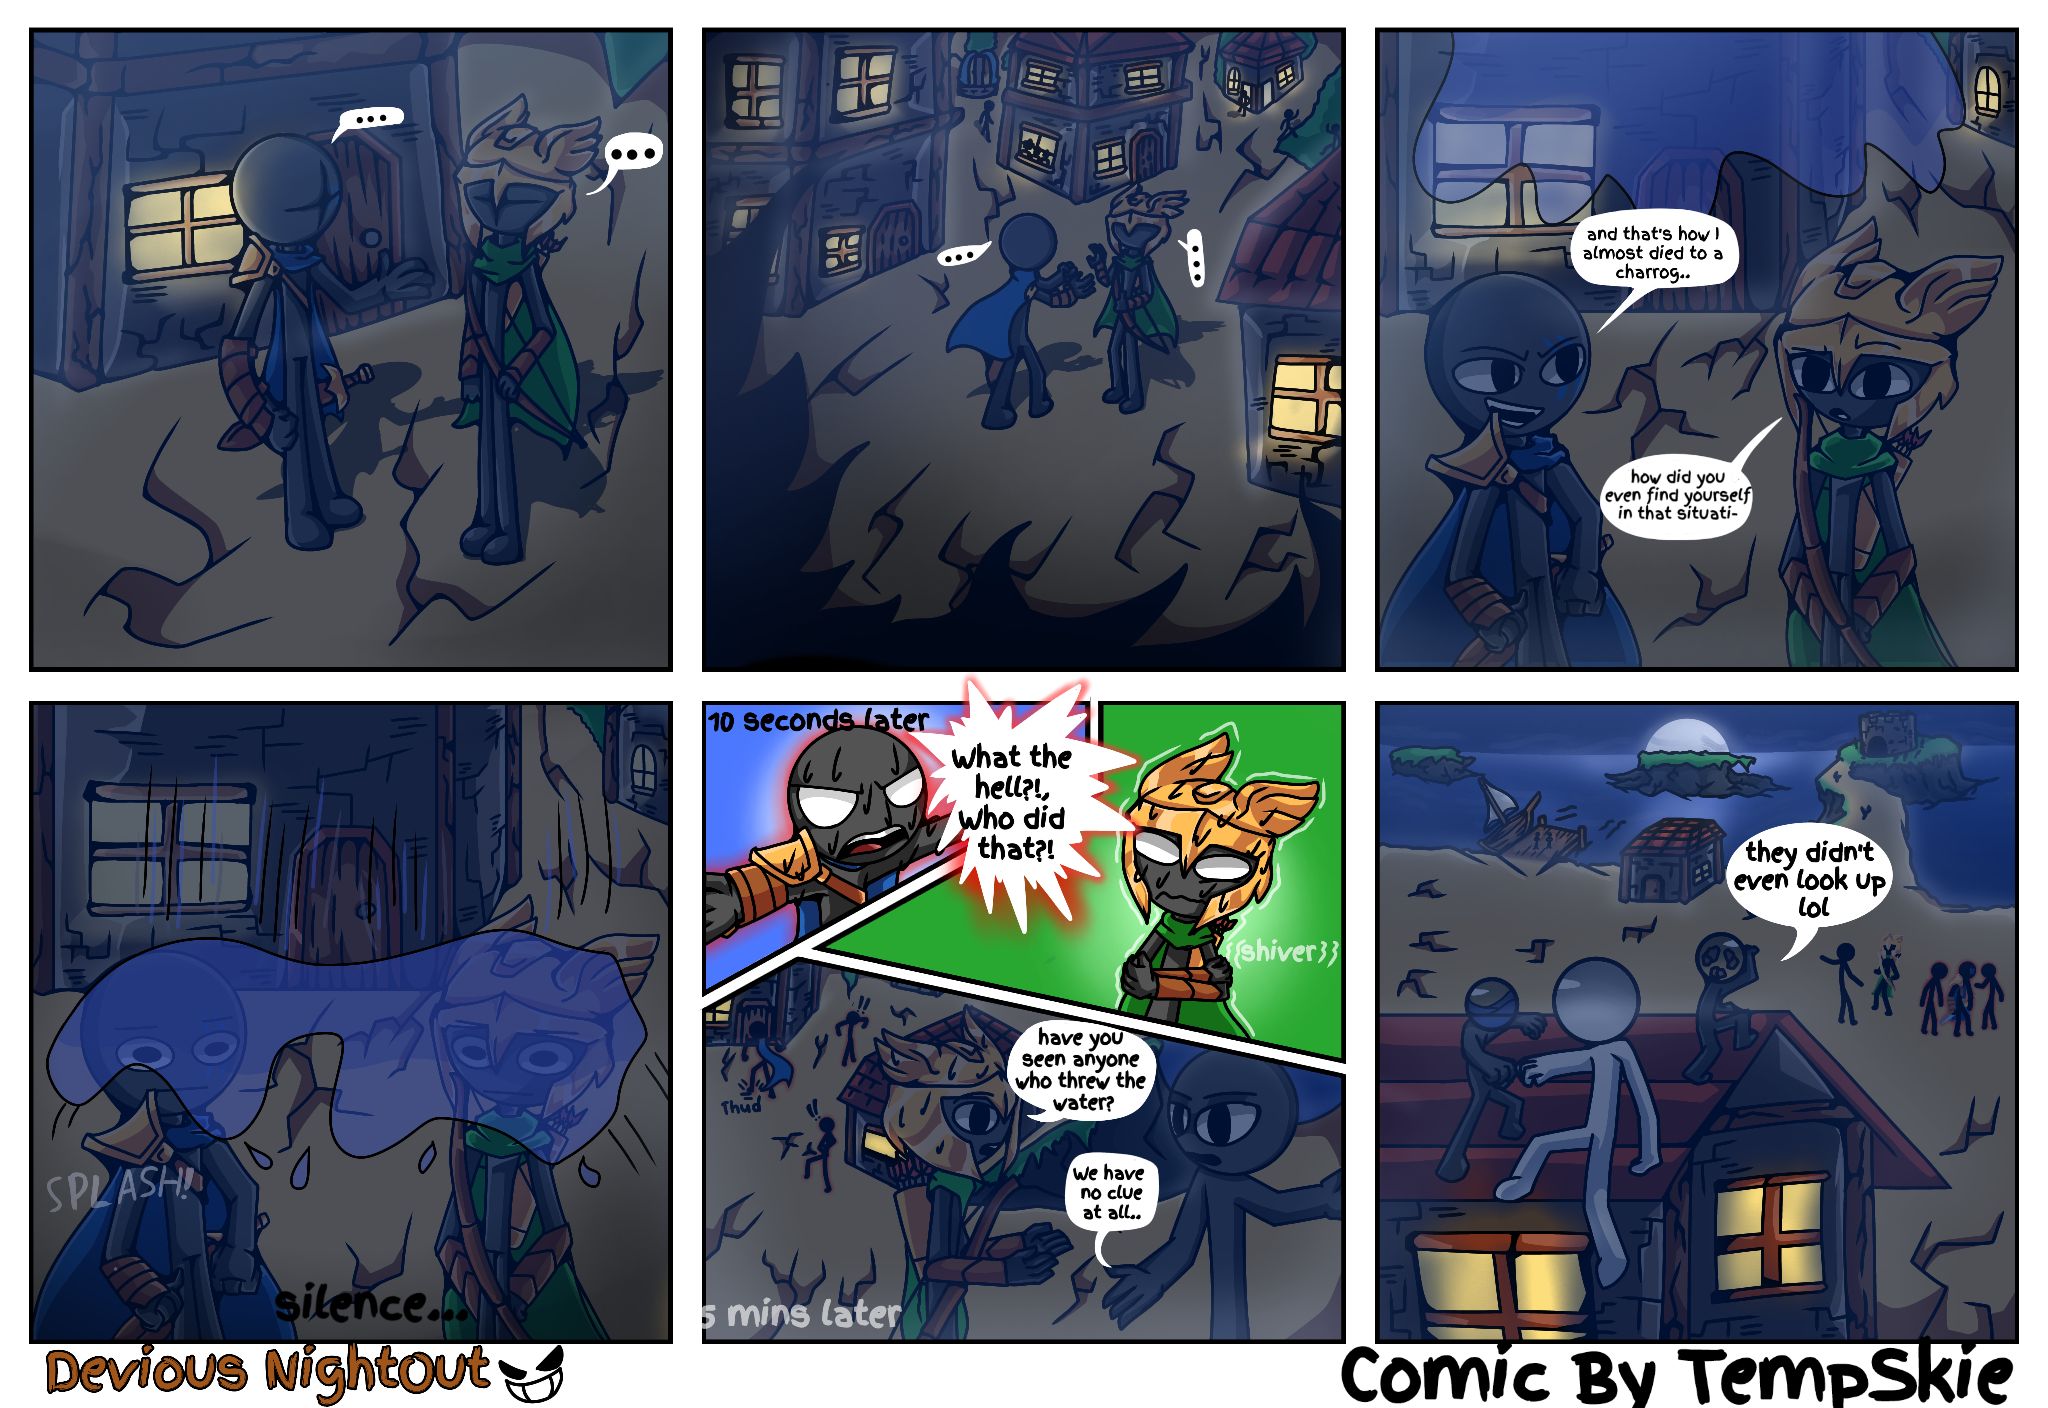 ...
...
...
...
and that's how I
almost died to a
charrog..
how did you
even find yourself
in that situati-
SPLASH!!
silence...
10 seconds later
What the
hell?!,
who did
that?!
{{shiver}}
Thud
!!
!!
have you
seen anyone
who threw the
water?
We have
no clue
at all..
5 mins later
they didn't
even look up
lol
Devious NightOut
Comic By TempSkie